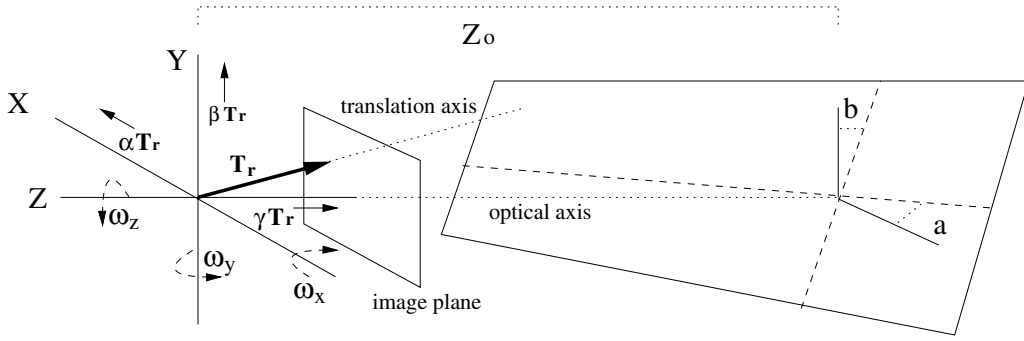 Zo
Y
X
βTr
translation axis
b
αTr
Tr
Z
γTr
optical axis
ωz
a
ωy
ωx
image plane